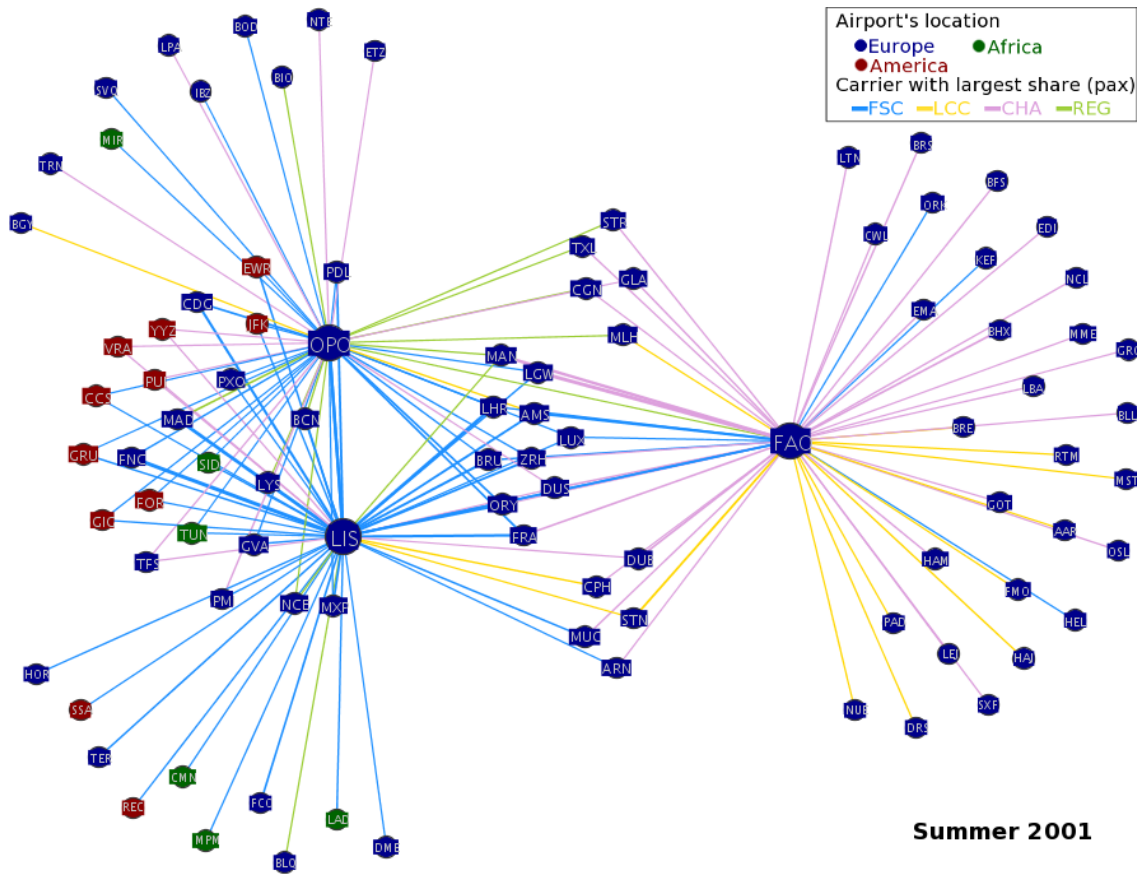 NTE
BOD
Airport's location
Europe
Africa
America
Carrier with largest share (pax)
FSC
LCC
CHA
REG
LPA
ETZ
BIO
SVQ
IBZ
MIR
BRS
LTN
TRN
BFS
ORK
BGY
STR
CWL
EDI
TXL
EWR
PDL
KEF
GLA
NCL
CGN
CDG
EMA
YYZ
JFK
BHX
MME
OPO
MLH
VRA
MAN
GRO
PXO
LGW
LBA
CCS
LHR
AMS
BLL
MAD
BCN
BRE
LUX
FAO
GRU
FNC
SID
BRU
ZRH
RTM
LYS
DUS
MST
FOR
ORY
GOT
GIG
TUN
LIS
FRA
AAR
GVA
OSL
TFS
DUB
HAM
CPH
FMO
NCE
MXP
STN
PAD
HEL
MUC
LEJ
HAJ
ARN
HOR
SXF
SSA
NUE
DRS
TER
CMN
REC
FCO
LAD
Summer 2001
MPM
DME
BLQ